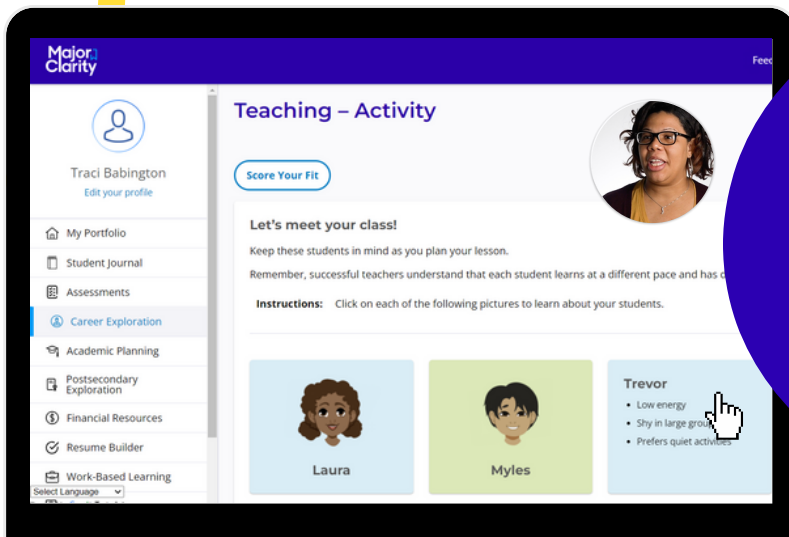 Major
Clarity
Feed
Teaching – Activity
Traci Babington
Edit your profile
Score Your Fit
My Portfolio
Student Journal
Assessments
Career Exploration
Academic Planning
Postsecondary
Exploration
Financial Resources
Resume Builder
Work-Based Learning
Select Language
Let's meet your class!
Keep these students in mind as you plan your lesson.
Remember, successful teachers understand that each student learns at a different pace and has
Instructions: Click on each of the following pictures to learn about your students.
Laura
Myles
Trevor
• Low energy
• Shy in large
• Prefers quiet activities